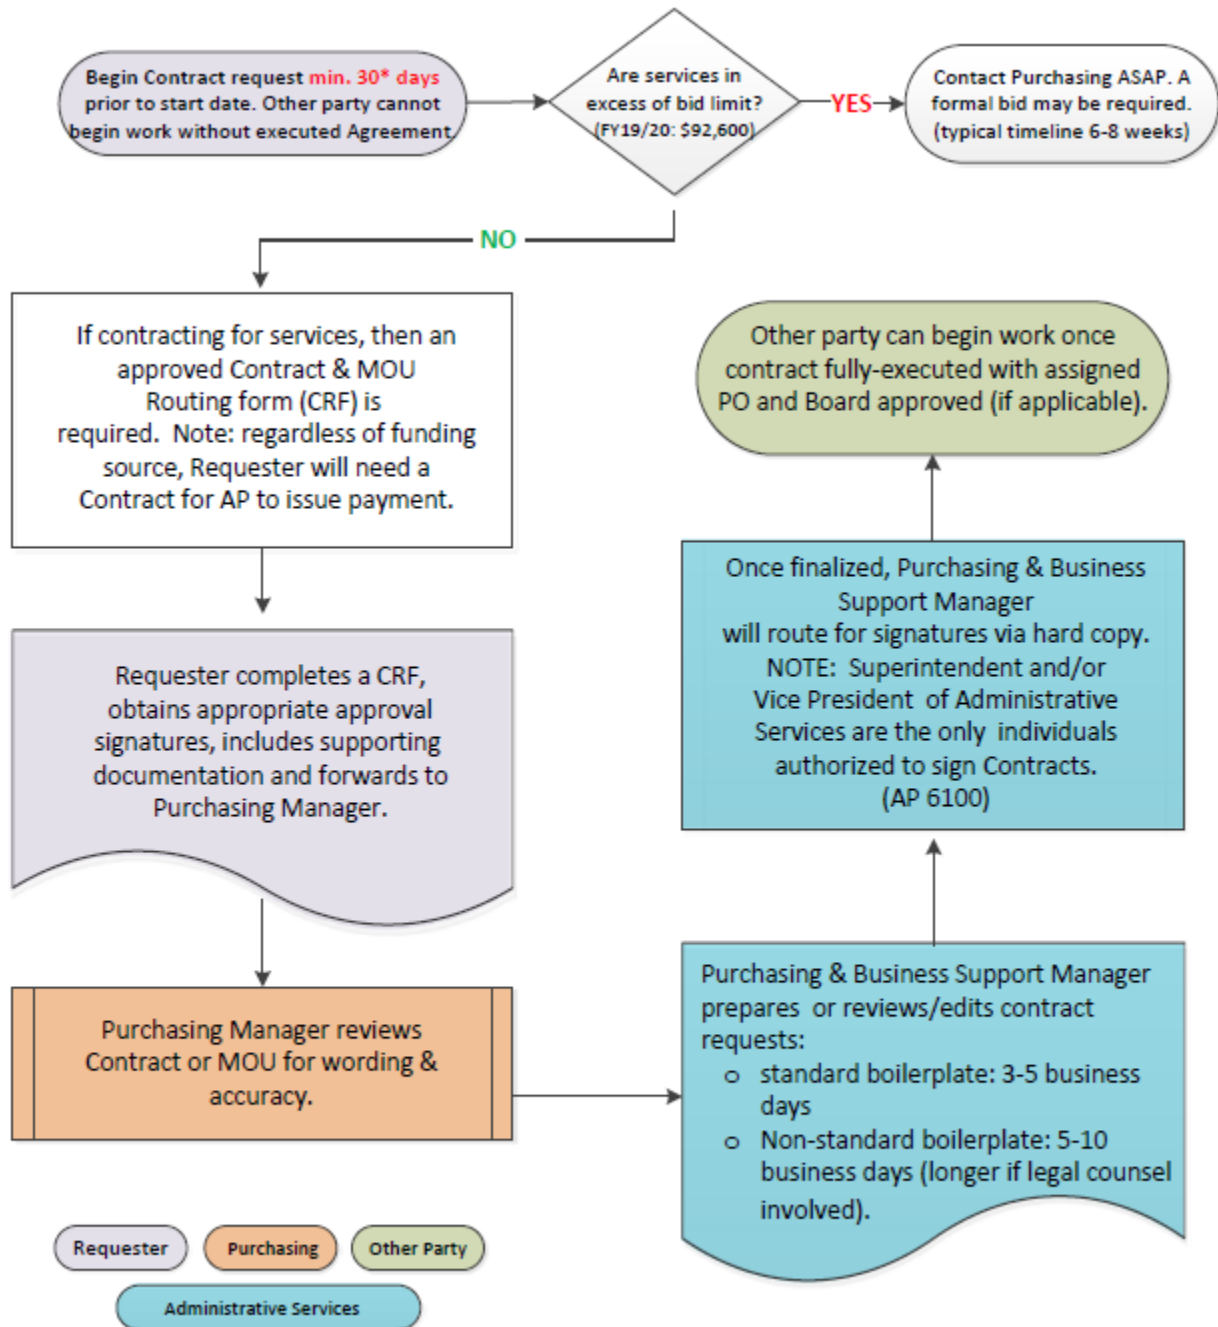 Begin Contract request min. 30* days
prior to start date. Other party cannot
begin work without executed Agreement.
Are services in
excess of bid limit?
(FY19/20: $92,600)
YES
Contact Purchasing ASAP. A
formal bid may be required.
(typical timeline 6-8 weeks)
NO
If contracting for services, then an
approved Contract & MOU
Routing form (CRF) is
required. Note: regardless of funding
source, Requester will need a
Contract for AP to issue payment.
Requester completes a CRF,
obtains appropriate approval
signatures, includes supporting
documentation and forwards to
Purchasing Manager.
Purchasing Manager reviews
Contract or MOU for wording &
accuracy.
Purchasing & Business Support Manager
prepares or reviews/edits contract
requests:
o standard boilerplate: 3-5 business
days
o Non-standard boilerplate: 5-10
business days (longer if legal counsel
involved).
Once finalized, Purchasing & Business
Support Manager
will route for signatures via hard copy.
NOTE: Superintendent and/or
Vice President of Administrative
Services are the only individuals
authorized to sign Contracts.
(AP 6100)
Other party can begin work once
contract fully-executed with assigned
PO and Board approved (if applicable).
Requester
Purchasing
Other Party
Administrative Services